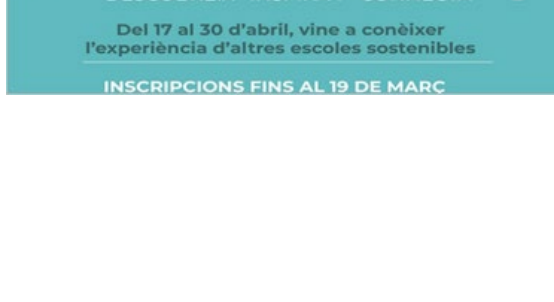 Del 17 al 30 d'abril, vine a conèixer
l'experiència d'altres escoles sostenibles
INSCRIPCIONS FINS AL 19 DE MARÇ